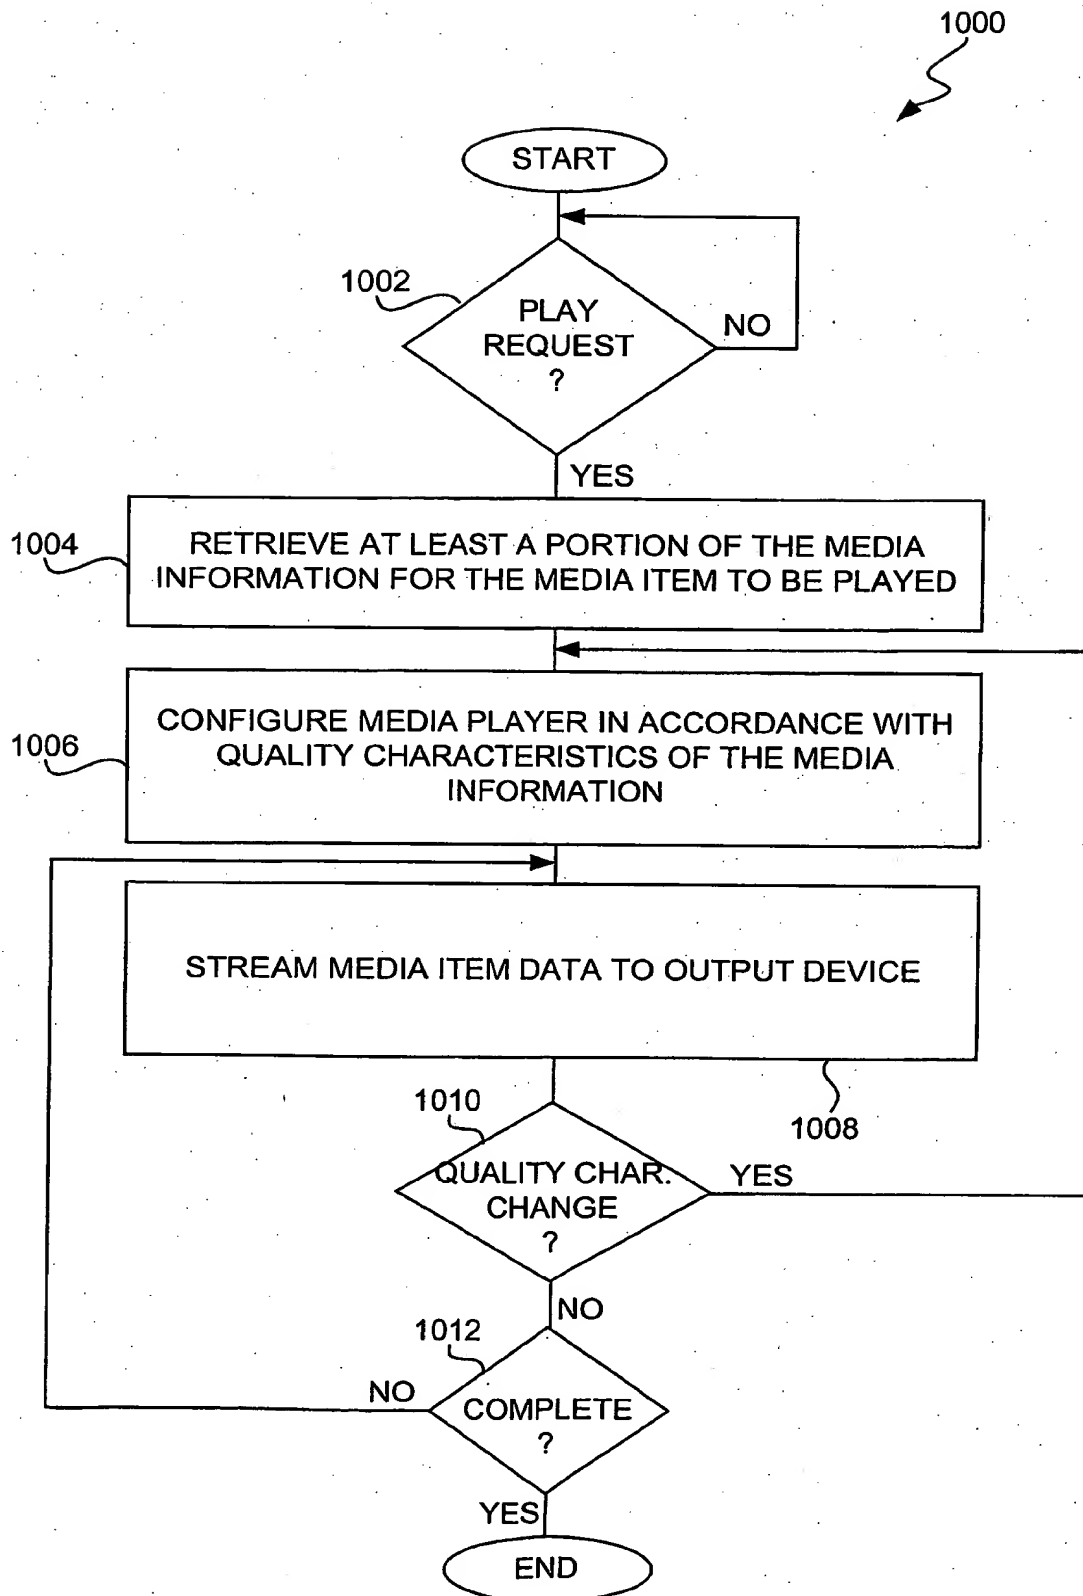 1000
START
1002
PLAY
REQUEST
?
NO
YES
1004
RETRIEVE AT LEAST A PORTION OF THE MEDIA
INFORMATION FOR THE MEDIA ITEM TO BE PLAYED
1006
CONFIGURE MEDIA PLAYER IN ACCORDANCE WITH
QUALITY CHARACTERISTICS OF THE MEDIA
INFORMATION
STREAM MEDIA ITEM DATA TO OUTPUT DEVICE
1008
1010
QUALITY CHAR.
CHANGE
?
YES
NO
1012
COMPLETE
?
NO
YES
END